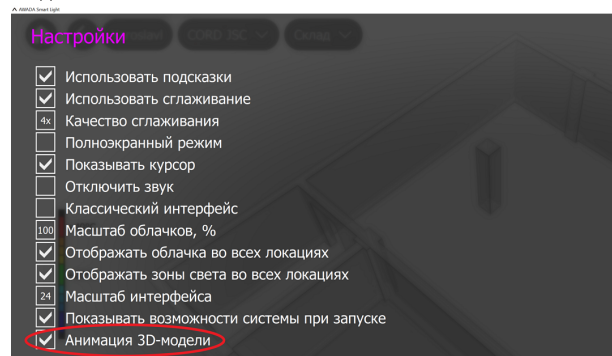 AWADA Smart Light
Настройки
CORD JSC
Склад
Использовать подсказки
Использовать сглаживание
4x Качество сглаживания
Полноэкранный режим
Показывать курсор
Отключить звук
Классический интерфейс
100 Масштаб облачков, %
Отображать облачка во всех локациях
Отображать зоны света во всех локациях
24 Масштаб интерфейса
Показывать возможности системы при запуске
Анимация 3D-модели